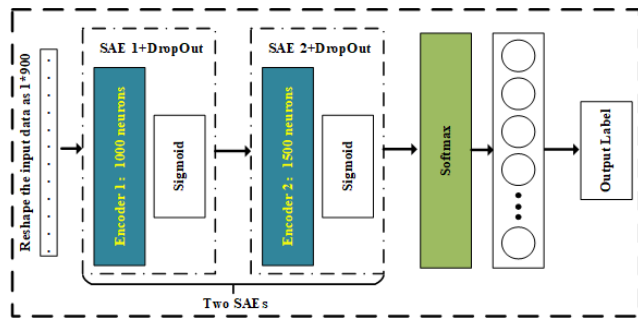 Reshape the input data as 1*900
SAE 1+DropOut
Encoder 1：1000 neurons
Sigmoid
SAE 2+DropOut
Encoder 2：1500 neurons
Sigmoid
Two SAEs
Softmax
Output Label